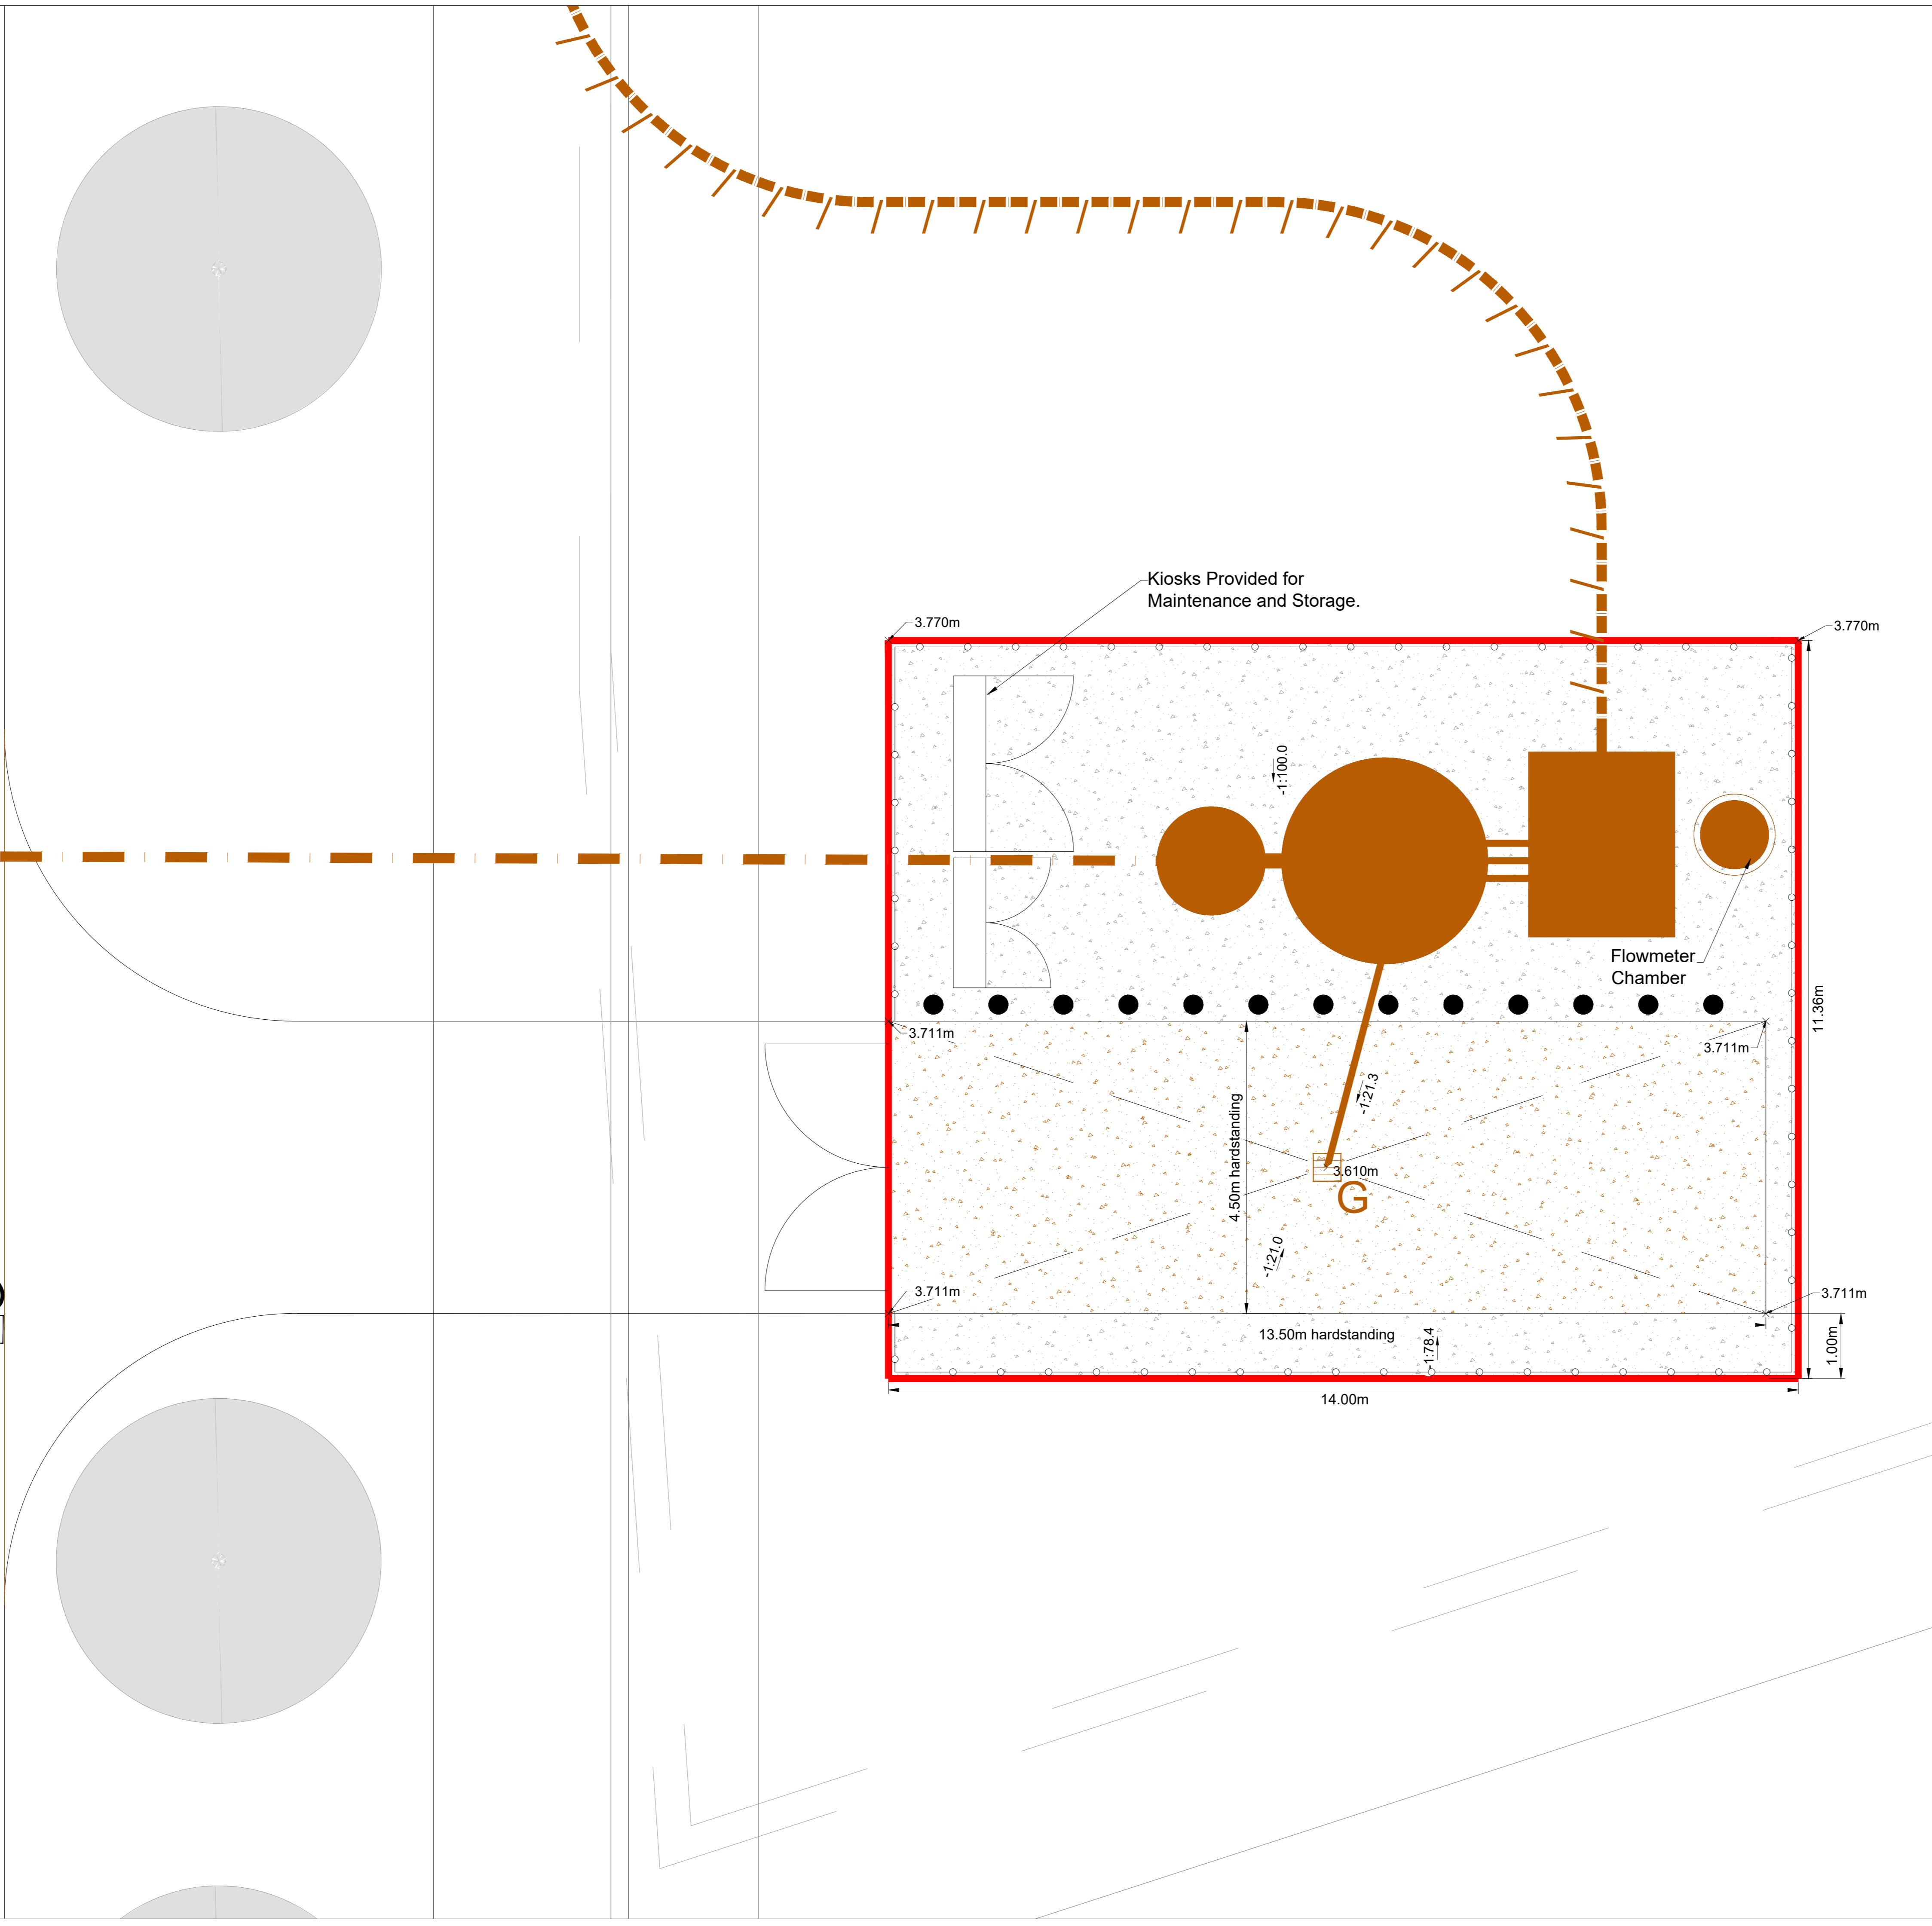 Kiosks Provided for
Maintenance and Storage.
3.770m
3.770m
-1:100.0
Flowmeter
Chamber
11.36m
3.711m
3.711m
-1:21.3
4.50m hardstanding
3.610m
G
-1:21.0
3.711m
3.711m
13.50m hardstanding
-1:78.4
1.00m
14.00m